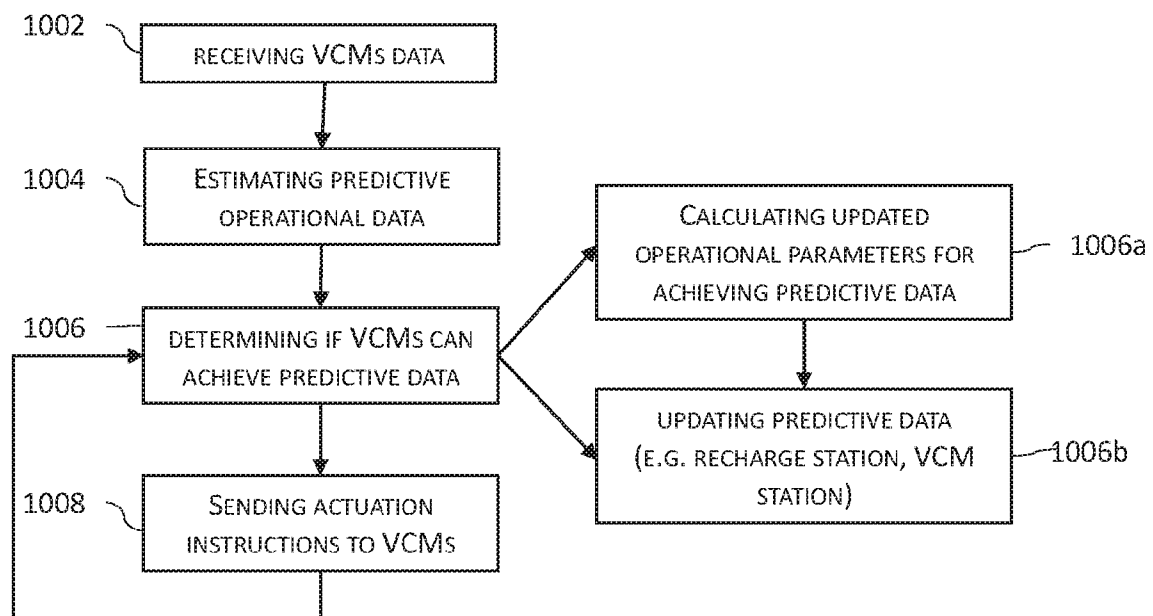 1002
RECEIVING VCMS DATA
1004
ESTIMATING PREDICTIVE
OPERATIONAL DATA
1006
DETERMINING IF VCMS CAN
ACHIEVE PREDICTIVE DATA
1008
SENDING ACTUATION
INSTRUCTIONS TO VCMS
CALCULATING UPDATED
OPERATIONAL PARAMETERS FOR
ACHIEVING PREDICTIVE DATA
1006a
UPDATING PREDICTIVE DATA
(E.G. RECHARGE STATION, VCM
STATION)
1006b